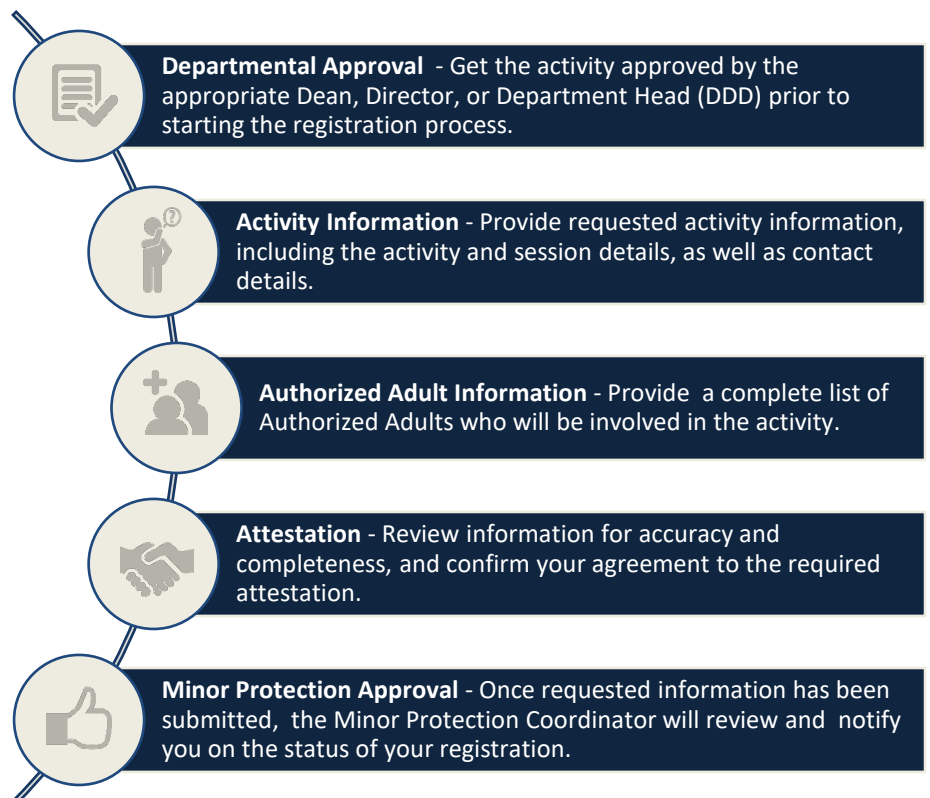 Departmental Approval - Get the activity approved by the
appropriate Dean, Director, or Department Head (DDD) prior to
starting the registration process.
?
Activity Information - Provide requested activity information,
including the activity and session details, as well as contact
details.
Authorized Adult Information - Provide a complete list of
Authorized Adults who will be involved in the activity.
Attestation - Review information for accuracy and
completeness, and confirm your agreement to the required
attestation.
Minor Protection Approval - Once requested information has been
submitted, the Minor Protection Coordinator will review and notify
you on the status of your registration.